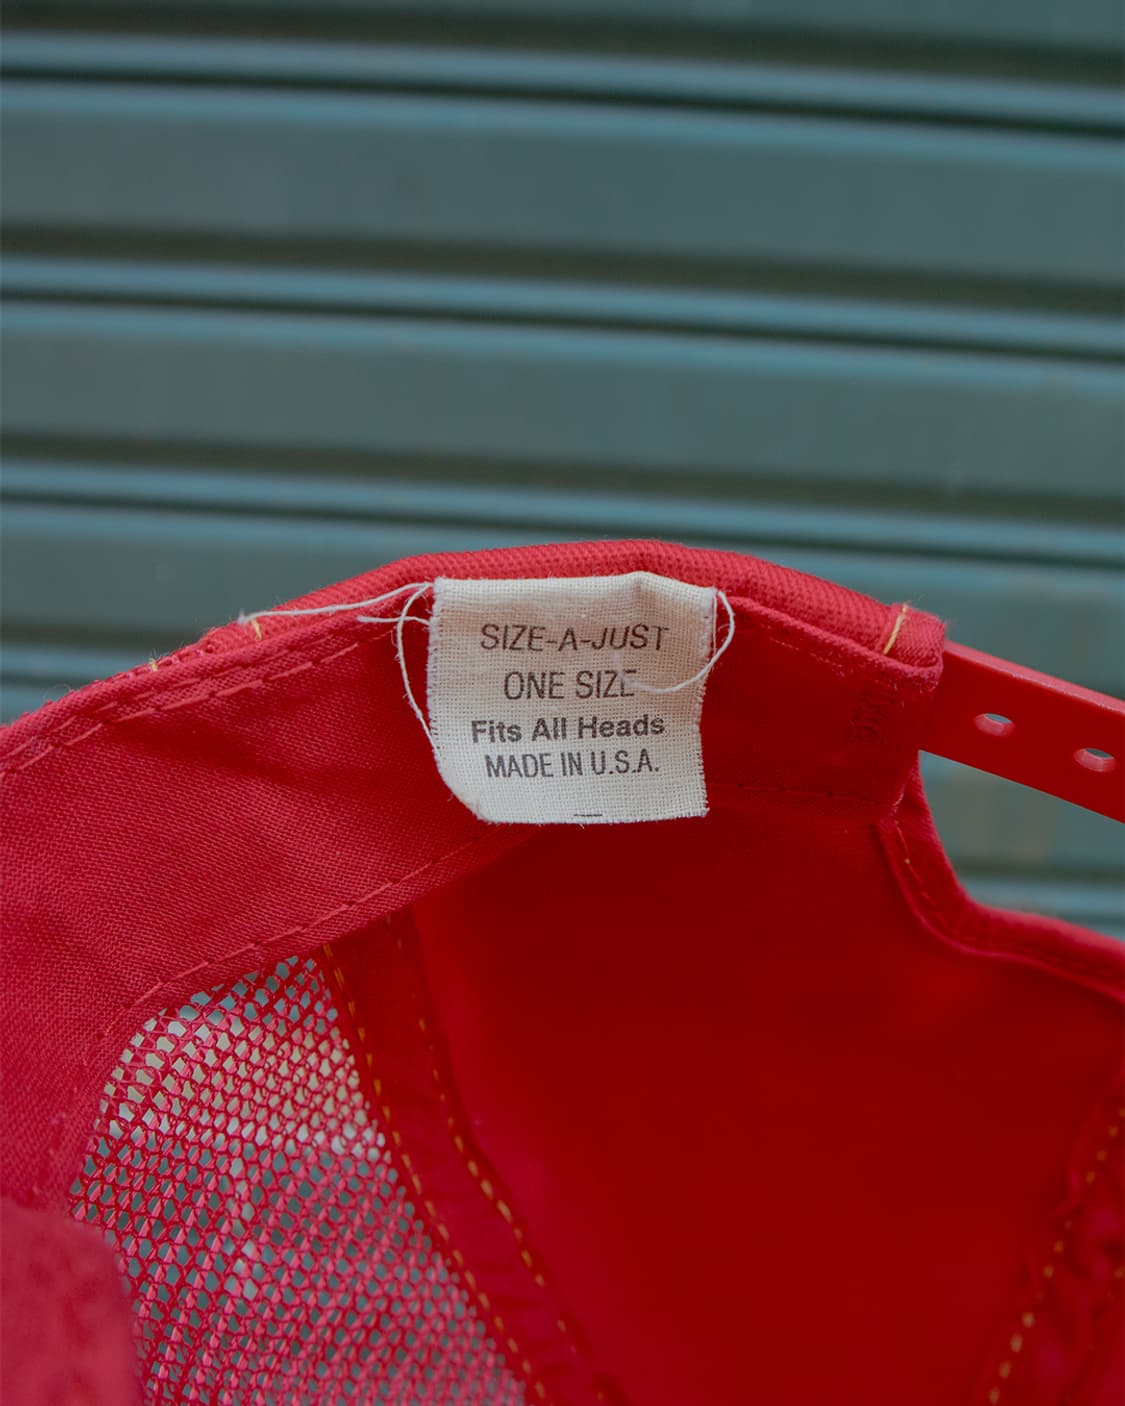 SIZE-A-JUST
ONE SIZE
Fits All Heads
MADE IN U.S.A.